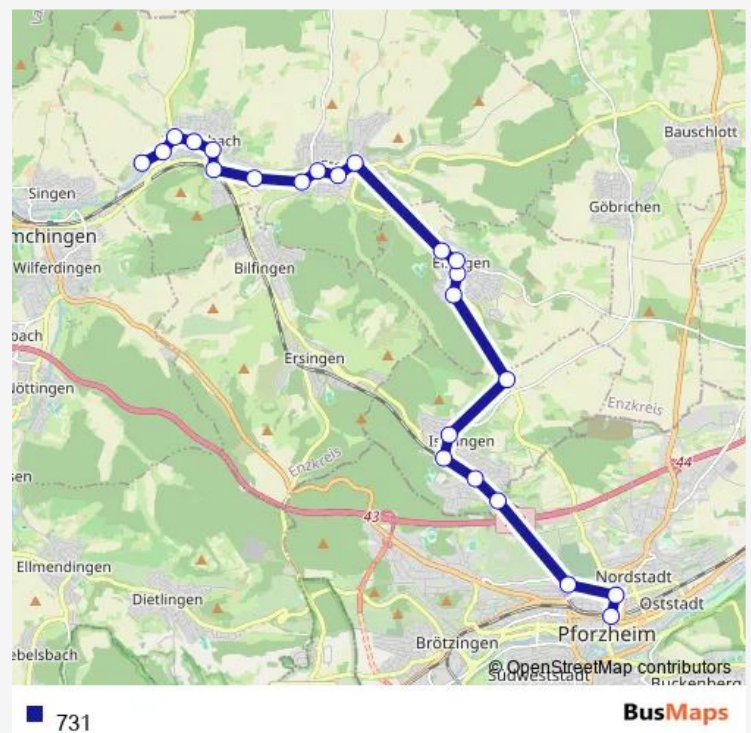 bach
Bauschlott
Singen
Göbrichen
mchingen
Wilferdingen
Bilfingen
bach
Ersingen
Nöttingen
Enzkreis
Enzkreis
44
sen
43
Ellmendingen
Nordstadt
Dietlingen
Oststadt
Pforzheim
Brötzingen
ebelsbach
© OpenStreetMap contributors
Südweststadt
Buckenberg
731
BusMaps